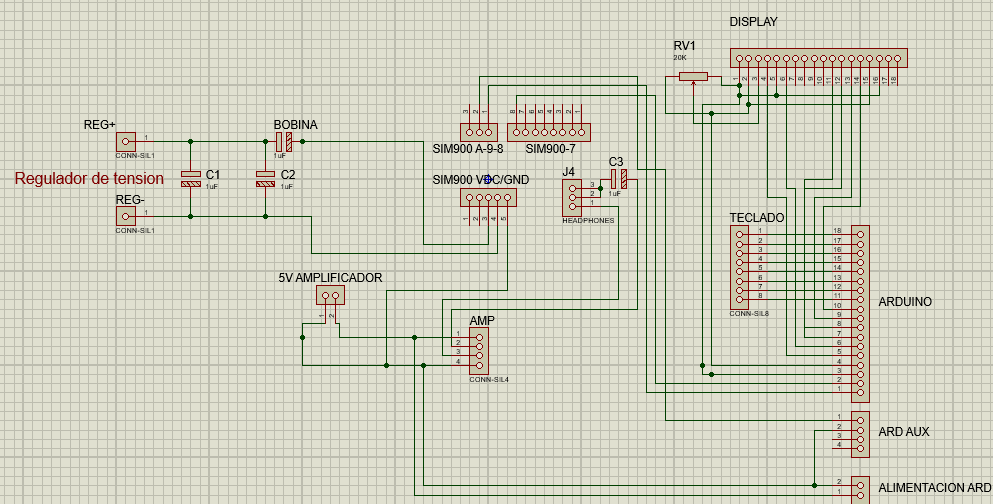 DISPLAY
RV1
20K
1 2 3 4 5 6 7 8 9 10 11 12 13 14 15 16 17 18
REG+
1
CONN-SIL1
BOBINA
1uF
3 2 1
8 7 6 5 4 3 2 1
SIM900 A-9-8
SIM900-7
Regulador de tension
C1
1uF
C2
1uF
SIM900 VDC/GND
1 2 3 4 5
J4
3
2
1
HEADPHONES
C3
1uF
REG-
1
CONN-SIL1
TECLADO
1
2
3
4
5
6
7
8
CONN-SIL8
18
17
16
15
14
13
12
11
10
9
8
7
6
5
4
3
2
1
ARDUINO
5V AMPLIFICADOR
1 2
AMP
1
2
3
4
CONN-SIL4
1
2
3
4
ARD AUX
2
1
ALIMENTACION ARD